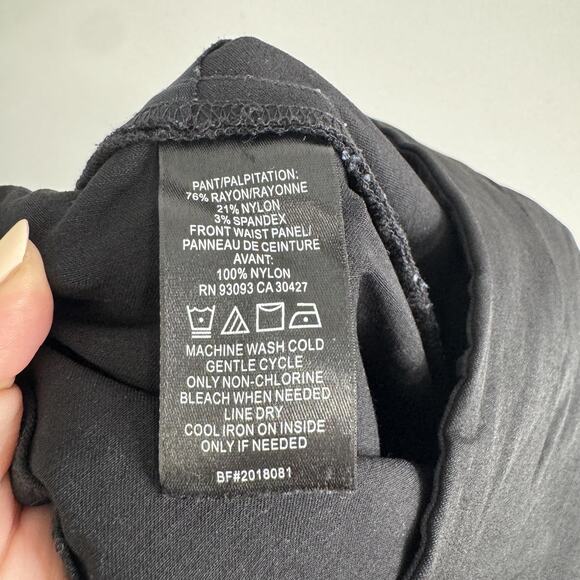 PANT/PALPITATION:
76% RAYON/RAYONNE
21% NYLON
3% SPANDEX
FRONT WAIST PANEL/
PANNEAU DE CEINTURE
AVANT:
100% NYLON
RN 93093 CA 30427
MACHINE WASH COLD
GENTLE CYCLE
ONLY NON-CHLORINE
BLEACH WHEN NEEDED
LINE DRY
COOL IRON ON INSIDE
ONLY IF NEEDED
BF#2018081